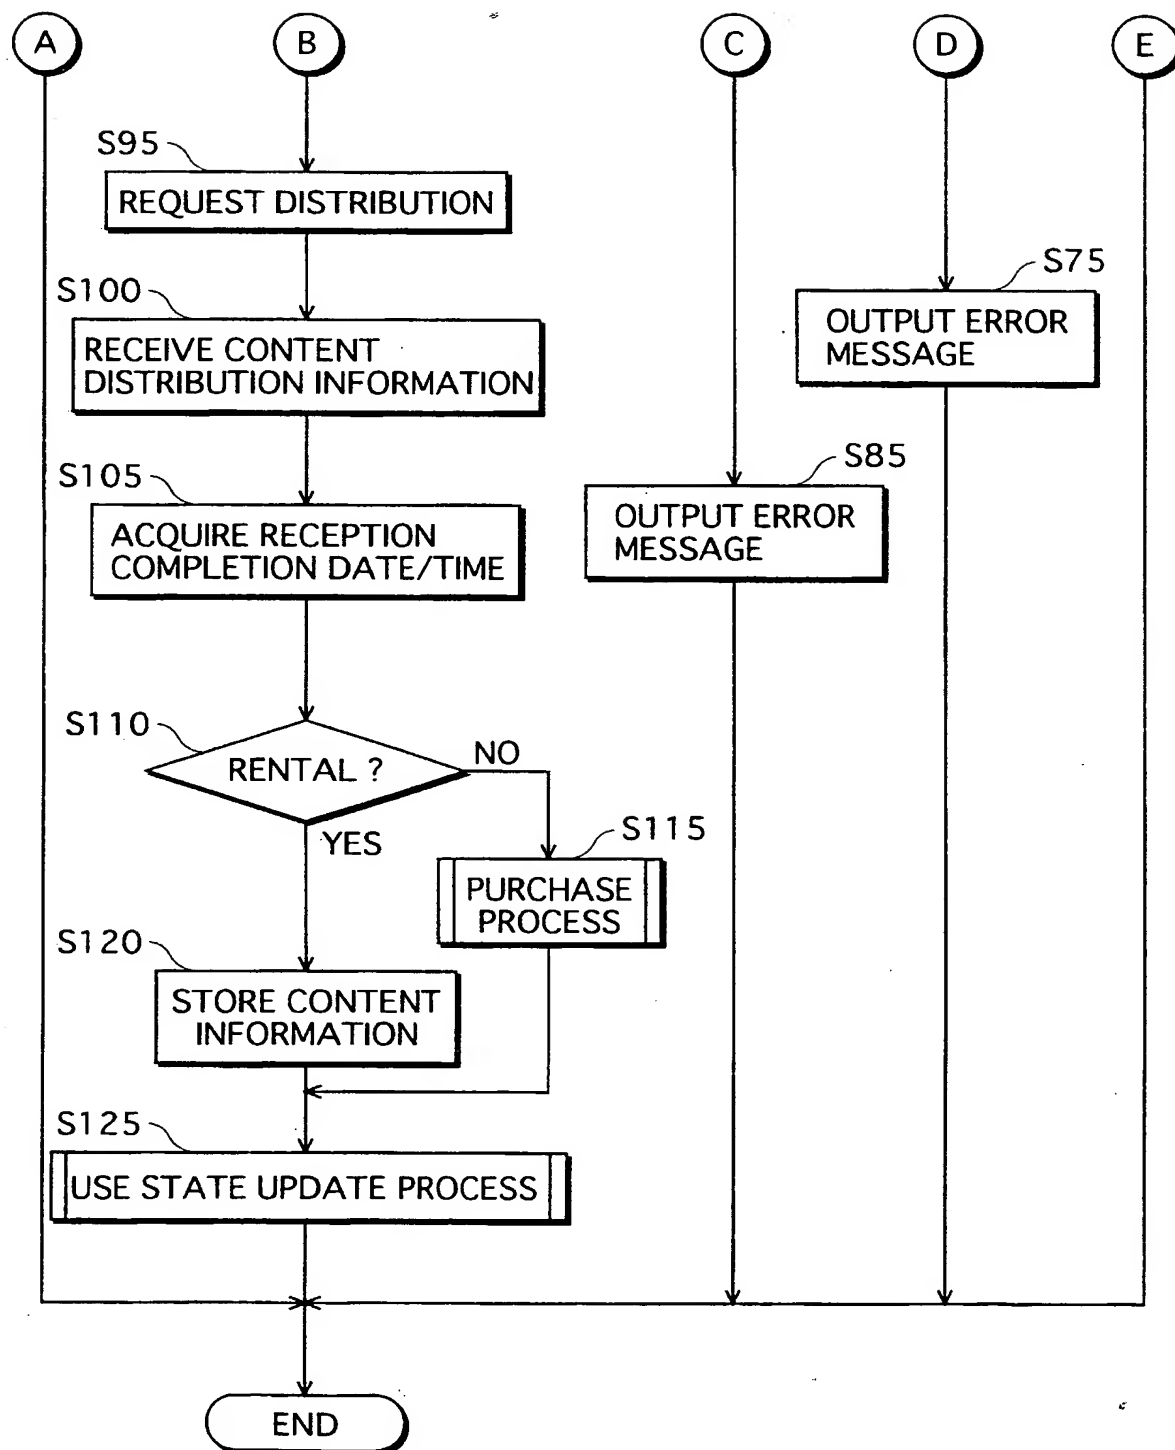 A
B
C
D
E
S95
REQUEST DISTRIBUTION
S100
RECEIVE CONTENT
DISTRIBUTION INFORMATION
S75
OUTPUT ERROR
MESSAGE
S105
ACQUIRE RECEPTION
COMPLETION DATE/TIME
S85
OUTPUT ERROR
MESSAGE
S110
RENTAL ?
NO
YES
S115
PURCHASE
PROCESS
S120
STORE CONTENT
INFORMATION
S125
USE STATE UPDATE PROCESS
END